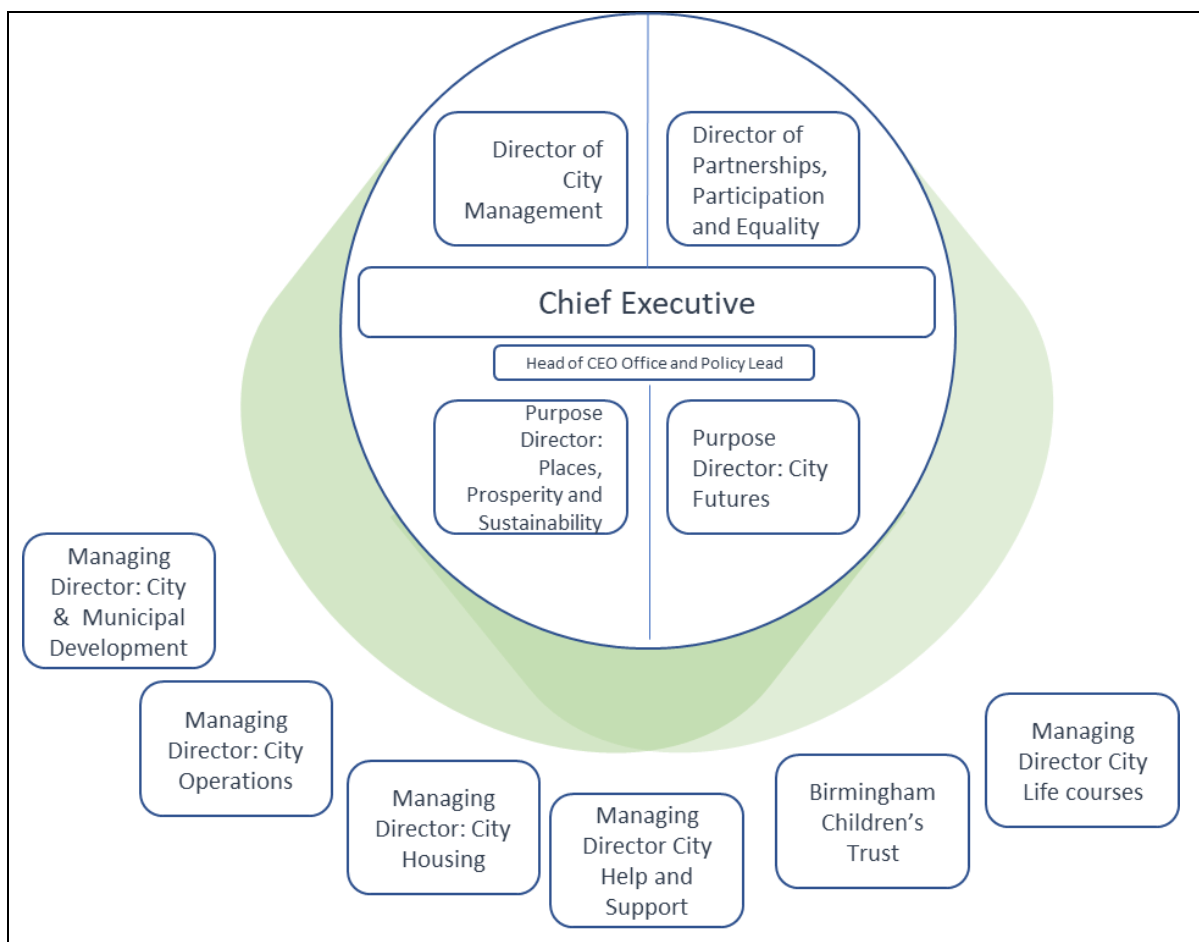 Director of
City
Management
Director of
Partnerships,
Participation
and Equality
Chief Executive
Head of CEO Office and Policy Lead
Purpose
Director:
Places,
Prosperity and
Sustainability
Purpose
Director: City
Futures
Managing
Director: City
& Municipal
Development
Managing
Director: City
Operations
Managing
Director: City
Housing
Managing
Director City
Help and
Support
Birmingham
Children’s
Trust
Managing
Director City
Life courses